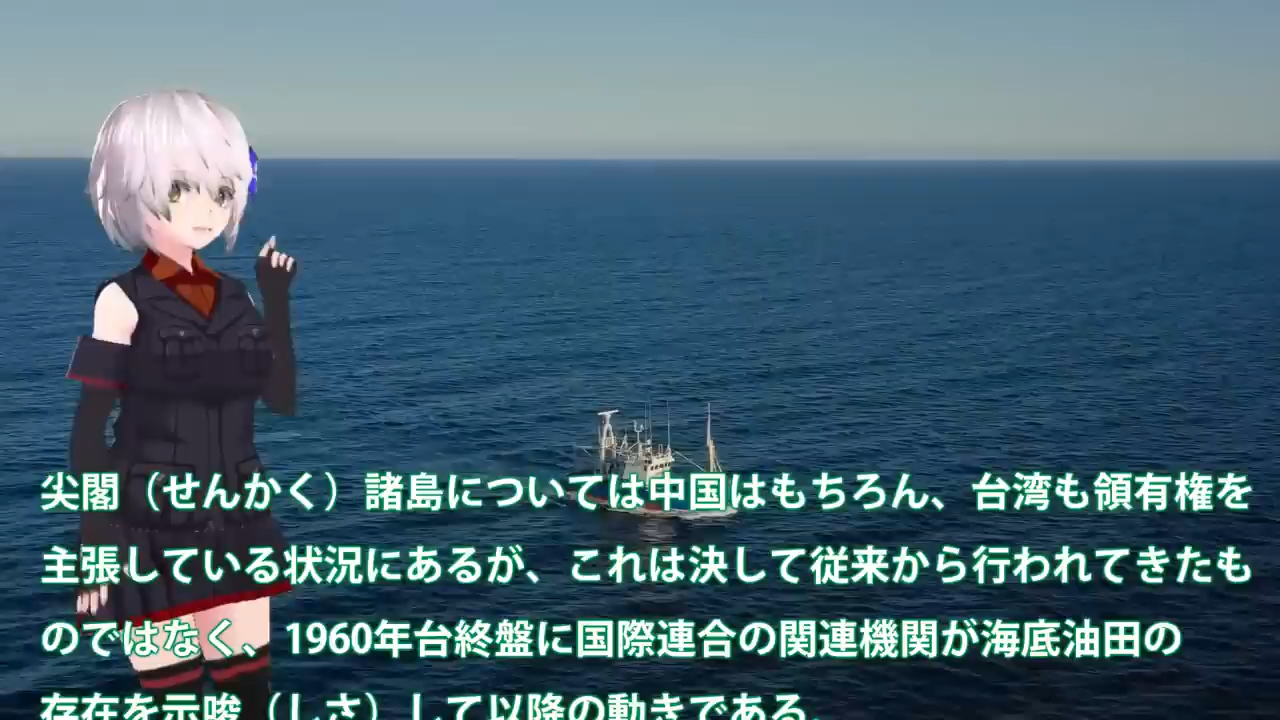 尖閣（せんかく）諸島については中国はもちろん、台湾も領有権を
主張している状況にあるが、これは決して従来から行われてきたも
のではなく、1960年台終盤に国際連合の関連機関が海底油田の
存在を示唆（しさ）して以降の動きである。